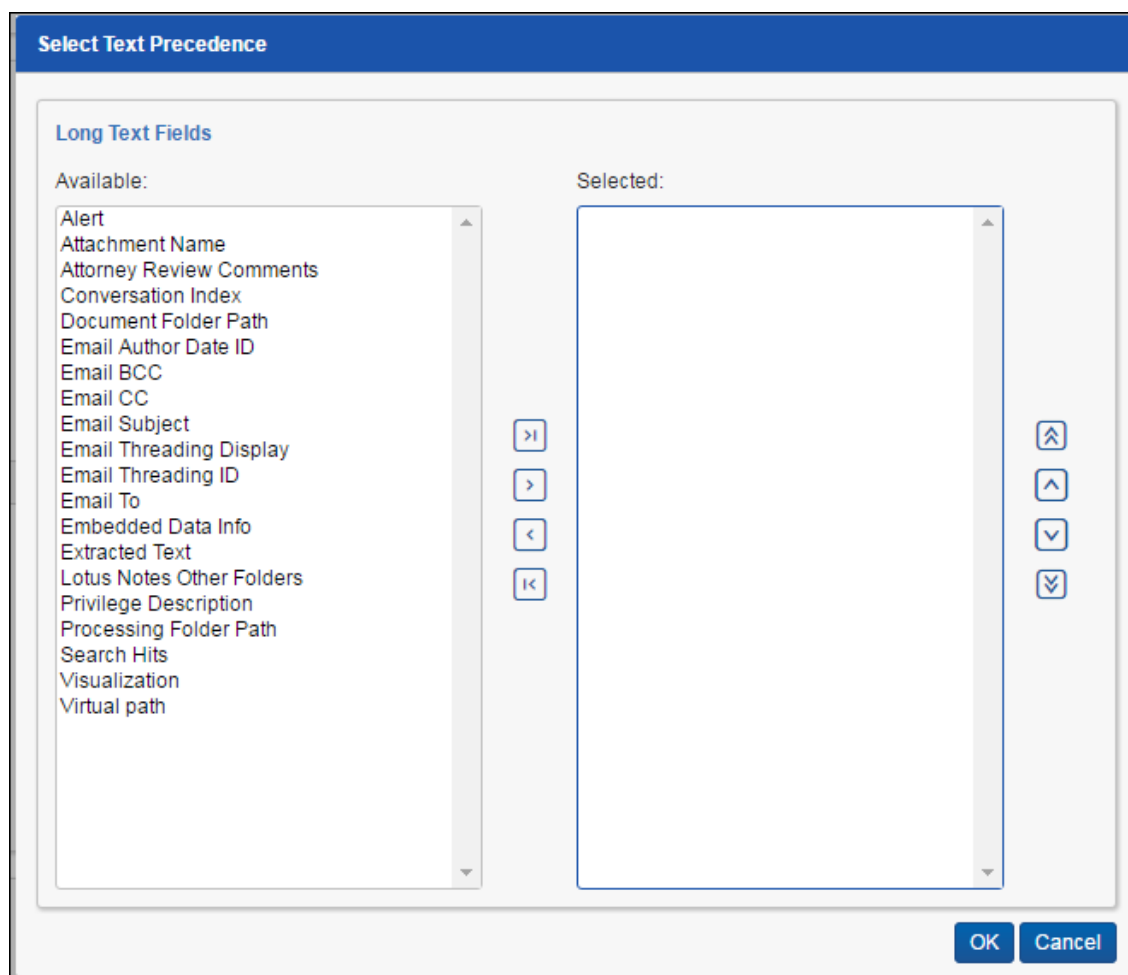 Select Text Precedence
Long Text Fields
Available:
Selected:
Alert
Attachment Name
Attorney Review Comments
Conversation Index
Document Folder Path
Email Author Date ID
Email BCC
Email CC
Email Subject
Email Threading Display
Email Threading ID
Email To
Embedded Data Info
Extracted Text
Lotus Notes Other Folders
Privilege Description
Processing Folder Path
Search Hits
Visualization
Virtual path
OK
Cancel